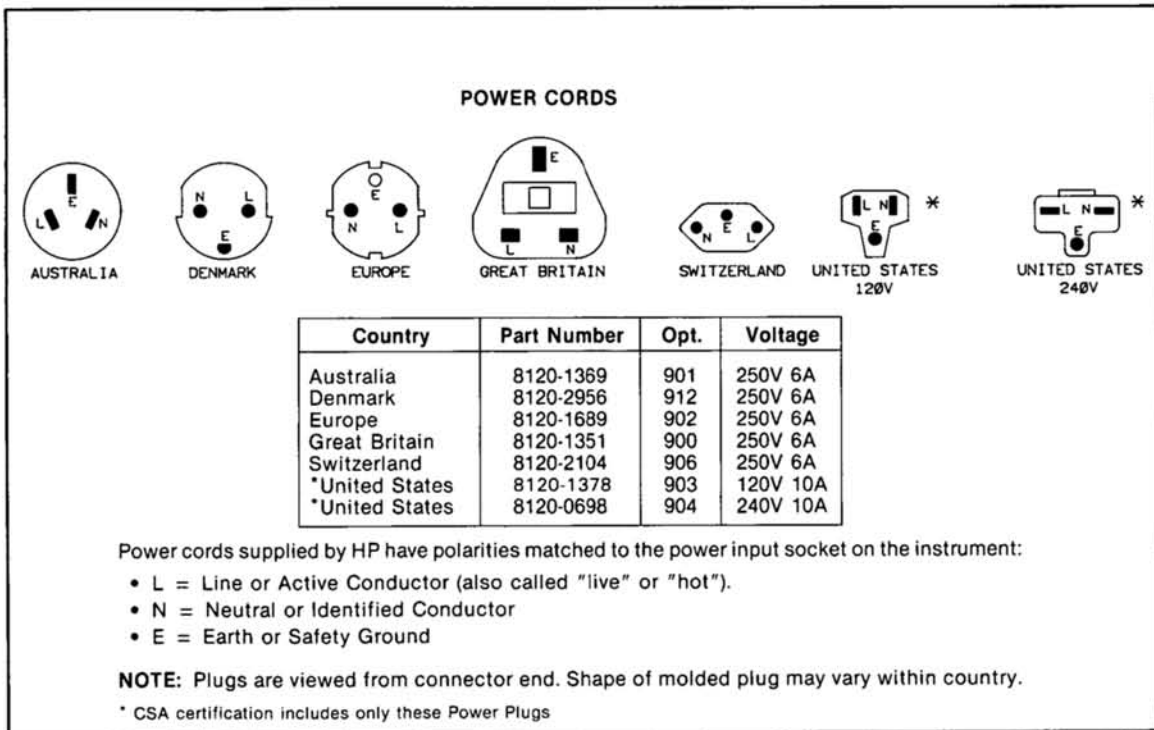 POWER CORDS
E
L N
AUSTRALIA
N L
E
DENMARK
E
N L
EUROPE
E
L N
GREAT BRITAIN
N E L
SWITZERLAND
L N *
E
UNITED STATES
120V
L N *
E
UNITED STATES
240V
Country Part Number Opt. Voltage
Australia 8120-1369 901 250V 6A
Denmark 8120-2956 912 250V 6A
Europe 8120-1689 902 250V 6A
Great Britain 8120-1351 900 250V 6A
Switzerland 8120-2104 906 250V 6A
*United States 8120-1378 903 120V 10A
*United States 8120-0698 904 240V 10A
Power cords supplied by HP have polarities matched to the power input socket on the instrument:
• L = Line or Active Conductor (also called "live" or "hot").
• N = Neutral or Identified Conductor
• E = Earth or Safety Ground
NOTE: Plugs are viewed from connector end. Shape of molded plug may vary within country.
* CSA certification includes only these Power Plugs